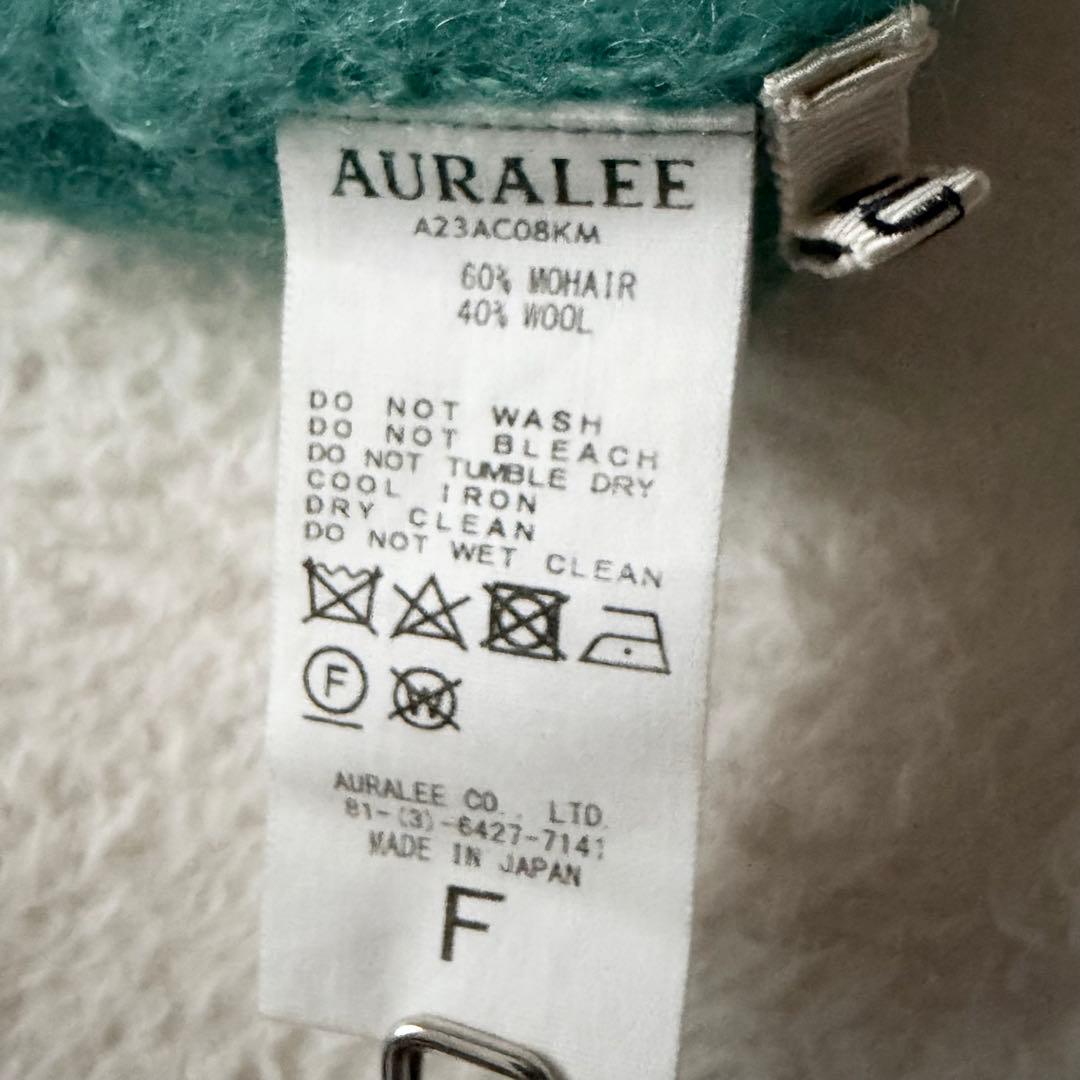 AURALEE
A23AC08KM
60% MOHAIR
40% WOOL
DO NOT WASH
DO NOT BLEACH
DO NOT TUMBLE DRY
COOL IRON
DRY CLEAN
DO NOT WET CLEAN
F W
AURALEE CO., LTD.
81-(3)-6427-7141
MADE IN JAPAN
F